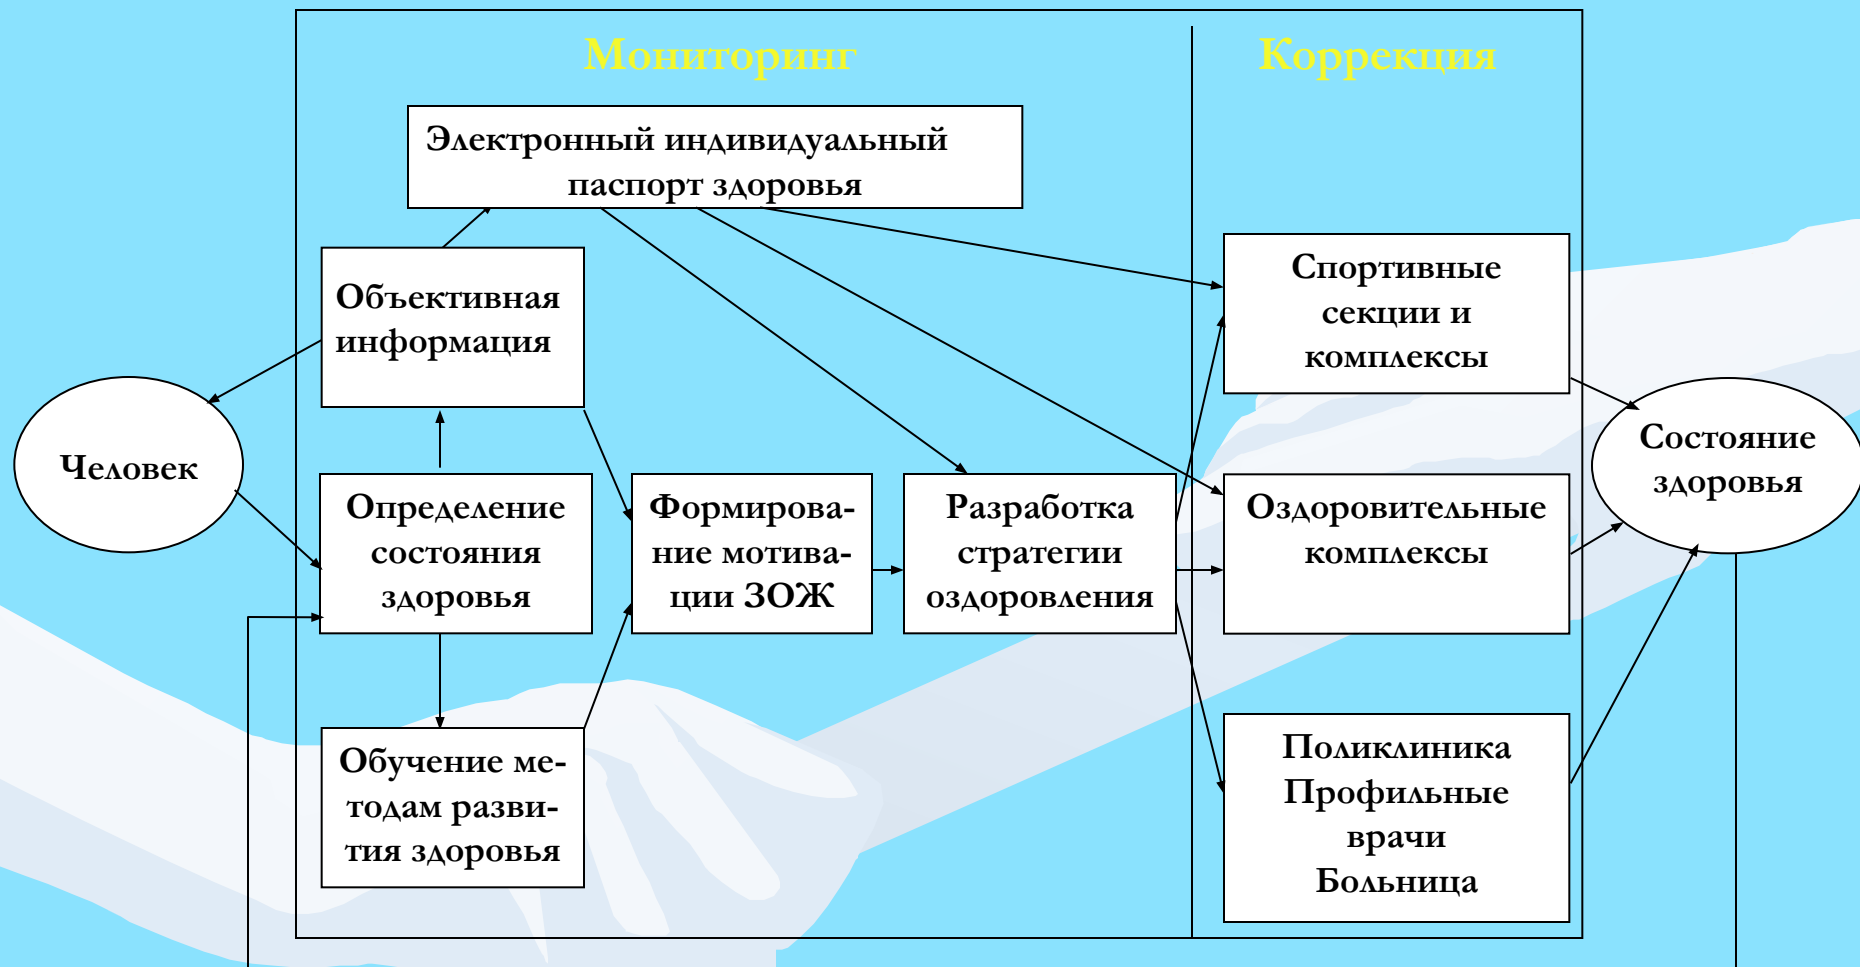 Мониторинг
Коррекция
Электронный индивидуальный
паспорт здоровья
Объективная
информация
Спортивные
секции и
комплексы
Человек
Определение
состояния
здоровья
Формирова-
ние мотива-
ции ЗОЖ
Разработка
стратегии
оздоровления
Оздоровительные
комплексы
Состояние
здоровья
Обучение ме-
тодам разви-
тия здоровья
Поликлиника
Профильные
врачи
Больница